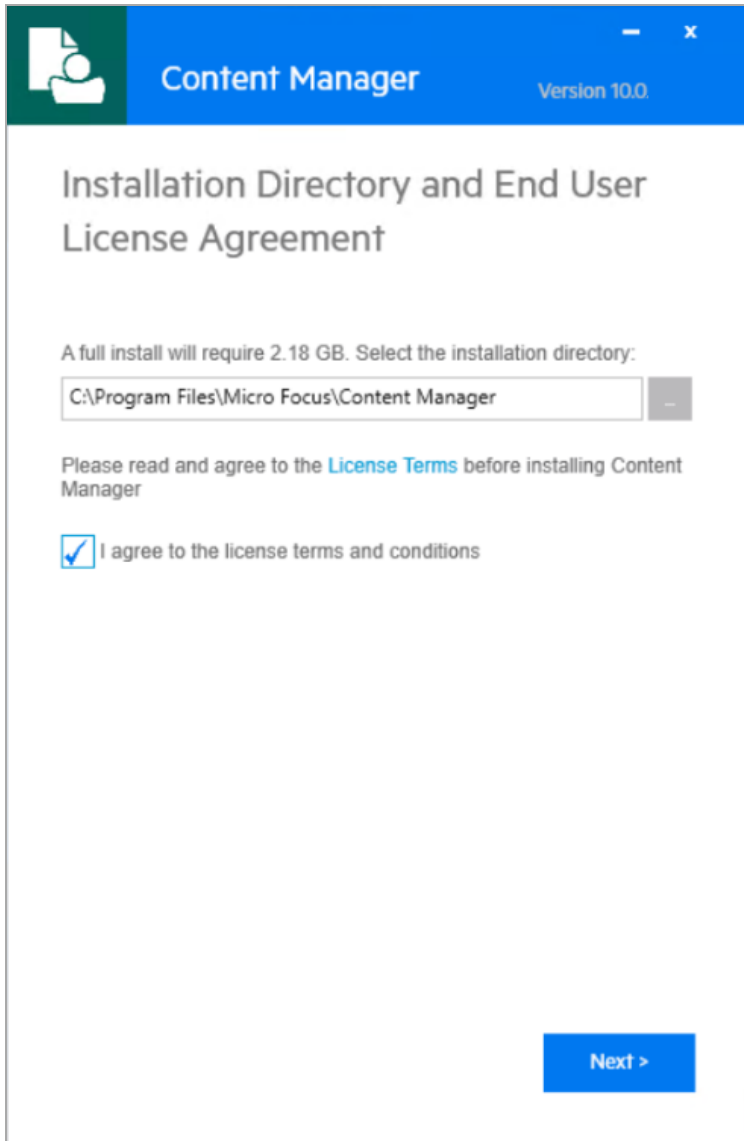 x
Content Manager
Version 10.0.
Installation Directory and End User
License Agreement
A full install will require 2.18 GB. Select the installation directory:
C:\Program Files\Micro Focus\Content Manager
...
Please read and agree to the License Terms before installing Content
Manager
I agree to the license terms and conditions
Next >